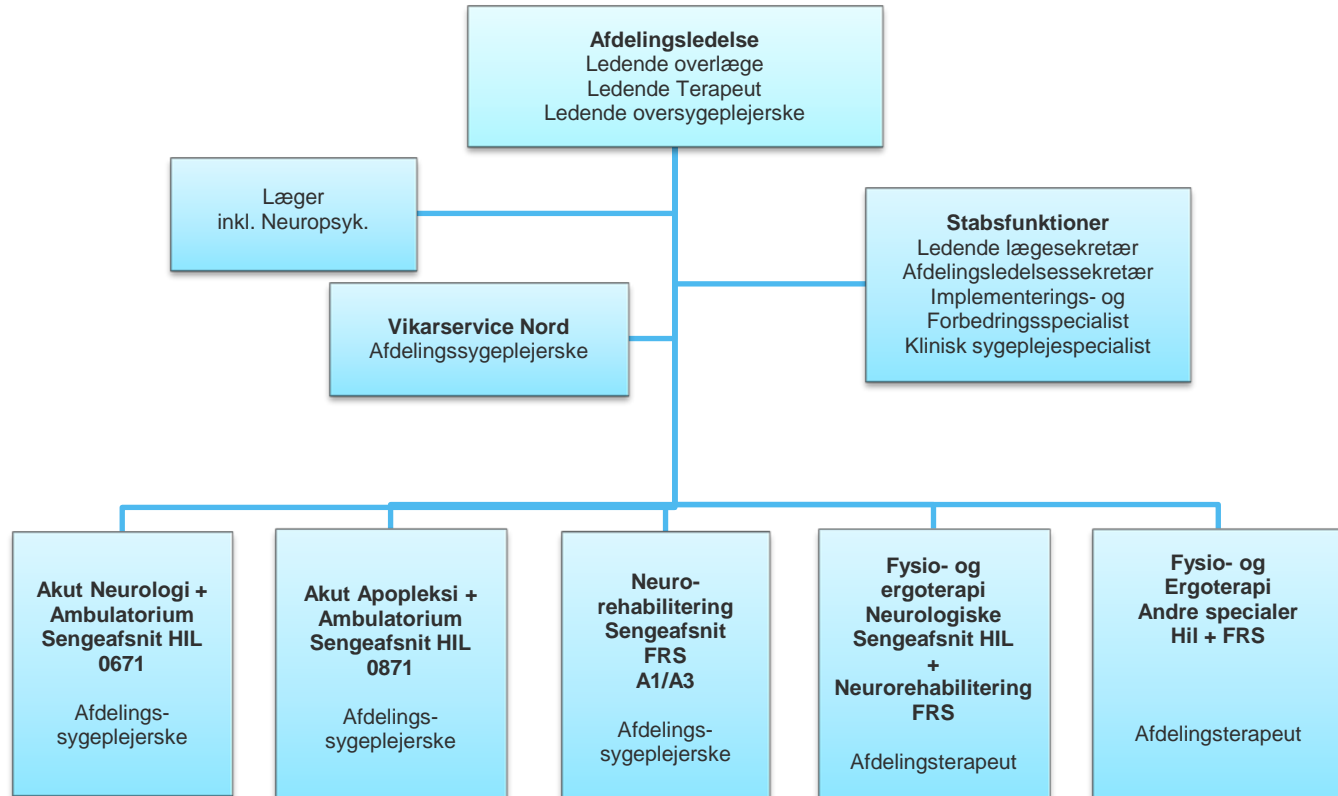 Afdelingsledelse
Ledende overlæge
Ledende Terapeut
Ledende oversygeplejerske
Læger
inkl. Neuropsyk.
Stabsfunktioner
Ledende lægesekretær
Afdelingsledelsessekretær
Implementerings- og
Forbedringsspecialist
Klinisk sygeplejespecialist
Vikarservice Nord
Afdelingssygeplejerske
Akut Neurologi +
Ambulatorium
Sengeafsnit HIL
0671
Afdelings-
sygeplejerske
Akut Apopleksi +
Ambulatorium
Sengeafsnit HIL
0871
Afdelings-
sygeplejerske
Neuro-
rehabilitering
Sengeafsnit
FRS
A1/A3
Afdelings-
sygeplejerske
Fysio- og
ergoterapi
Neurologiske
Sengeafsnit HIL
+
Neurorehabilitering
FRS
Afdelingsterapeut
Fysio- og
Ergoterapi
Andre specialer
Hil + FRS
Afdelingsterapeut